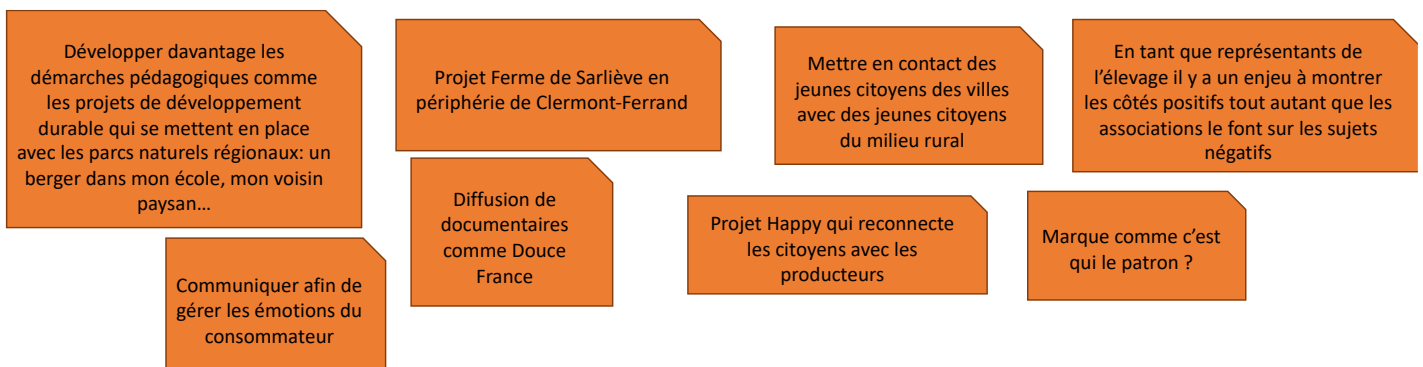 Développer davantage les
démarches pédagogiques comme
les projets de développement
durable qui se mettent en place
avec les parcs naturels régionaux: un
berger dans mon école, mon voisin
paysan…
Projet Ferme de Sarliève en
périphérie de Clermont-Ferrand
Mettre en contact des
jeunes citoyens des villes
avec des jeunes citoyens
du milieu rural
En tant que représentants de
l’élevage il y a un enjeu à montrer
les côtés positifs tout autant que les
associations le font sur les sujets
négatifs
Communiquer afin de
gérer les émotions du
consommateur
Diffusion de
documentaires
comme Douce
France
Projet Happy qui reconnecte
les citoyens avec les
producteurs
Marque comme c’est
qui le patron ?